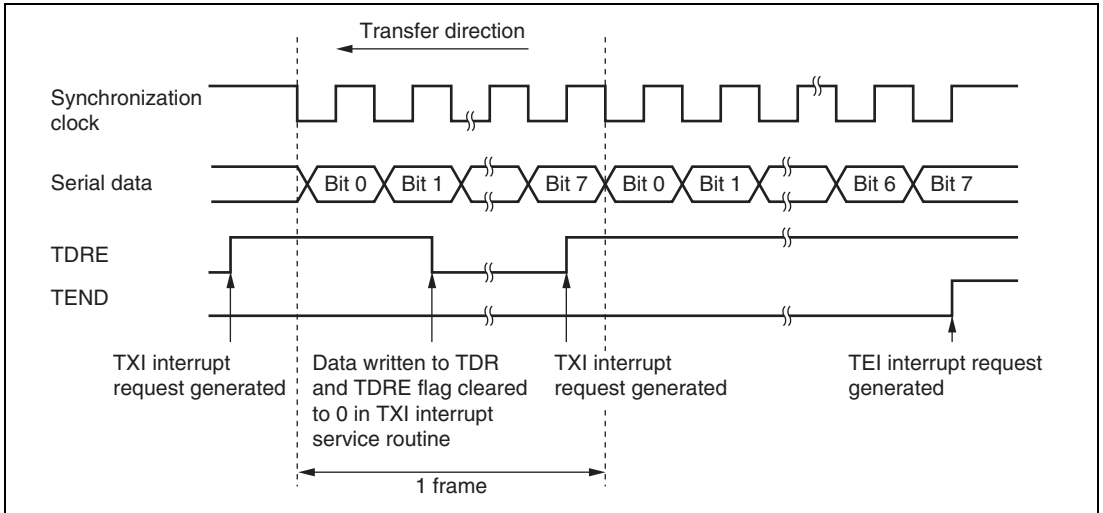 Transfer direction
Synchronization
clock
Serial data
Bit 0 Bit 1 Bit 7 Bit 0 Bit 1 Bit 6 Bit 7
TDRE
TEND
TXI interrupt
request generated
Data written to TDR
and TDRE flag cleared
to 0 in TXI interrupt
service routine
TXI interrupt
request generated
TEI interrupt request
generated
1 frame